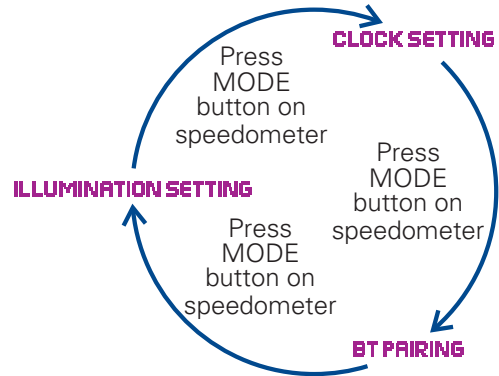 CLOCK SETTING
Press
MODE
button on
speedometer
Press
MODE
button on
speedometer
ILLUMINATION SETTING
Press
MODE
button on
speedometer
BT PAIRING